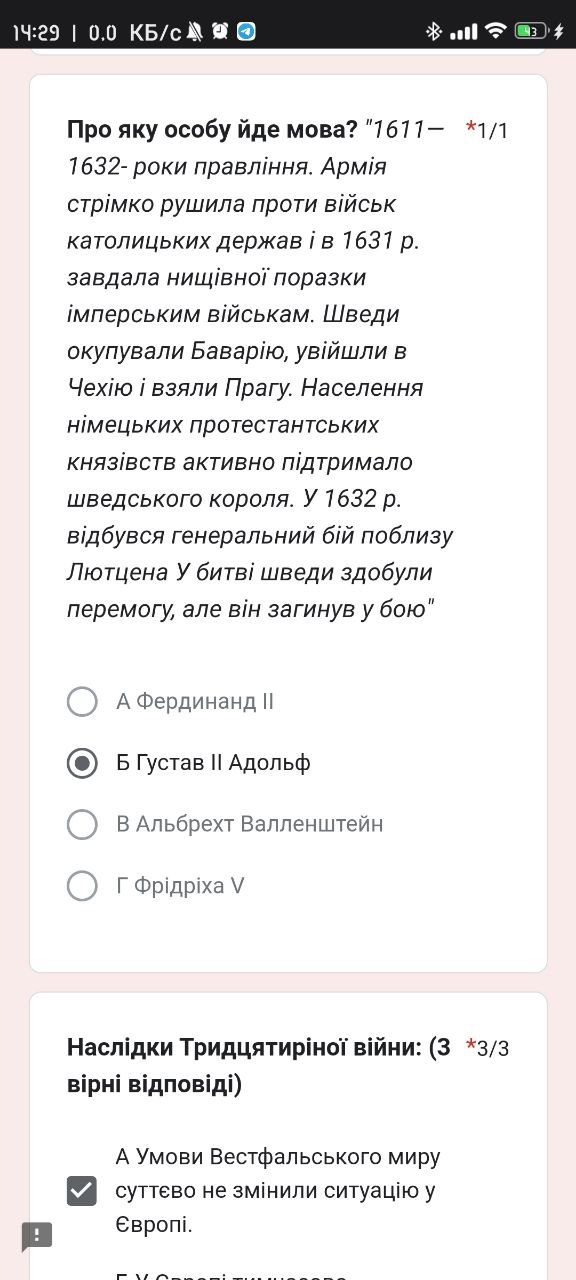 14:29 | 0.0 КБ/с
43
Про яку особу йде мова? "1611— *1/1
1632- роки правління. Армія
стрімко рушила проти військ
католицьких держав і в 1631 р.
завдала нищівної поразки
імперським військам. Шведи
окупували Баварію, увійшли в
Чехію і взяли Прагу. Населення
німецьких протестантських
князівств активно підтримало
шведського короля. У 1632 р.
відбувся генеральний бій поблизу
Лютцена У битві шведи здобули
перемогу, але він загинув у бою"
А Фердинанд II
Б Густав II Адольф
В Альбрехт Валленштейн
Г Фрідріха V
Наслідки Тридцятиріної війни: (3 *3/3
вірні відповіді)
А Умови Вестфальського миру
суттєво не змінили ситуацію у
Європі.